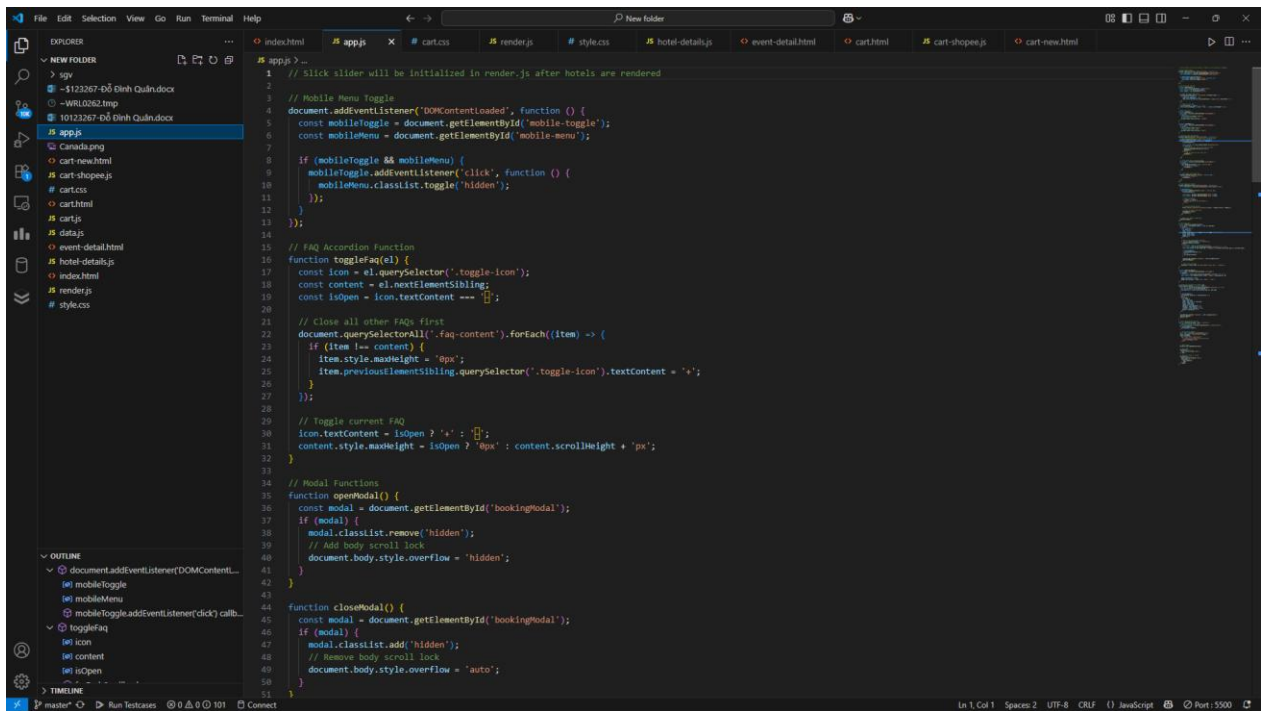 File Edit Selection View Go Run Terminal Help
New folder
EXPLORER
index.html
JS app.js
# cart.css
JS render.js
# style.css
JS hotel-details.js
event-detail.html
cart.html
JS cart-shopee.js
cart-new.html
NEW FOLDER
sgv
~$123267-Đỗ Đình Quân.docx
~WRL0262.tmp
10123267-Đỗ Đình Quân.docx
JS app.js
Canada.png
cart-new.html
JS cart-shopee.js
# cart.css
cart.html
JS cart.js
JS data.js
event-detail.html
JS hotel-details.js
index.html
JS render.js
# style.css
OUTLINE
document.addEventListener('DOMContentL...
mobileToggle
mobileMenu
mobileToggle.addEventListener('click') callb...
toggleFaq
icon
content
isOpen
TIMELINE
JS app.js > ...
1 // Slick slider will be initialized in render.js after hotels are rendered
2
3 // Mobile Menu Toggle
4 document.addEventListener('DOMContentLoaded', function () {
5 const mobileToggle = document.getElementById('mobile-toggle');
6 const mobileMenu = document.getElementById('mobile-menu');
7
8 if (mobileToggle && mobileMenu) {
9 mobileToggle.addEventListener('click', function () {
10 mobileMenu.classList.toggle('hidden');
11 });
12 }
13 });
14
15 // FAQ Accordion Function
16 function toggleFaq(el) {
17 const icon = el.querySelector('.toggle-icon');
18 const content = el.nextElementSibling;
19 const isOpen = icon.textContent === '-';
20
21 // Close all other FAQs first
22 document.querySelectorAll('.faq-content').forEach((item) => {
23 if (item !== content) {
24 item.style.maxHeight = '0px';
25 item.previousElementSibling.querySelector('.toggle-icon').textContent = '+';
26 }
27 });
28
29 // Toggle current FAQ
30 icon.textContent = isOpen ? '+' : '-';
31 content.style.maxHeight = isOpen ? '0px' : content.scrollHeight + 'px';
32 }
33
34 // Modal Functions
35 function openModal() {
36 const modal = document.getElementById('bookingModal');
37 if (modal) {
38 modal.classList.remove('hidden');
39 // Add body scroll lock
40 document.body.style.overflow = 'hidden';
41 }
42 }
43
44 function closeModal() {
45 const modal = document.getElementById('bookingModal');
46 if (modal) {
47 modal.classList.add('hidden');
48 // Remove body scroll lock
49 document.body.style.overflow = 'auto';
50 }
51 }
master* Run Testcases 0 0 0 101 Connect
Ln 1, Col 1 Spaces: 2 UTF-8 CRLF {} JavaScript Port : 5500